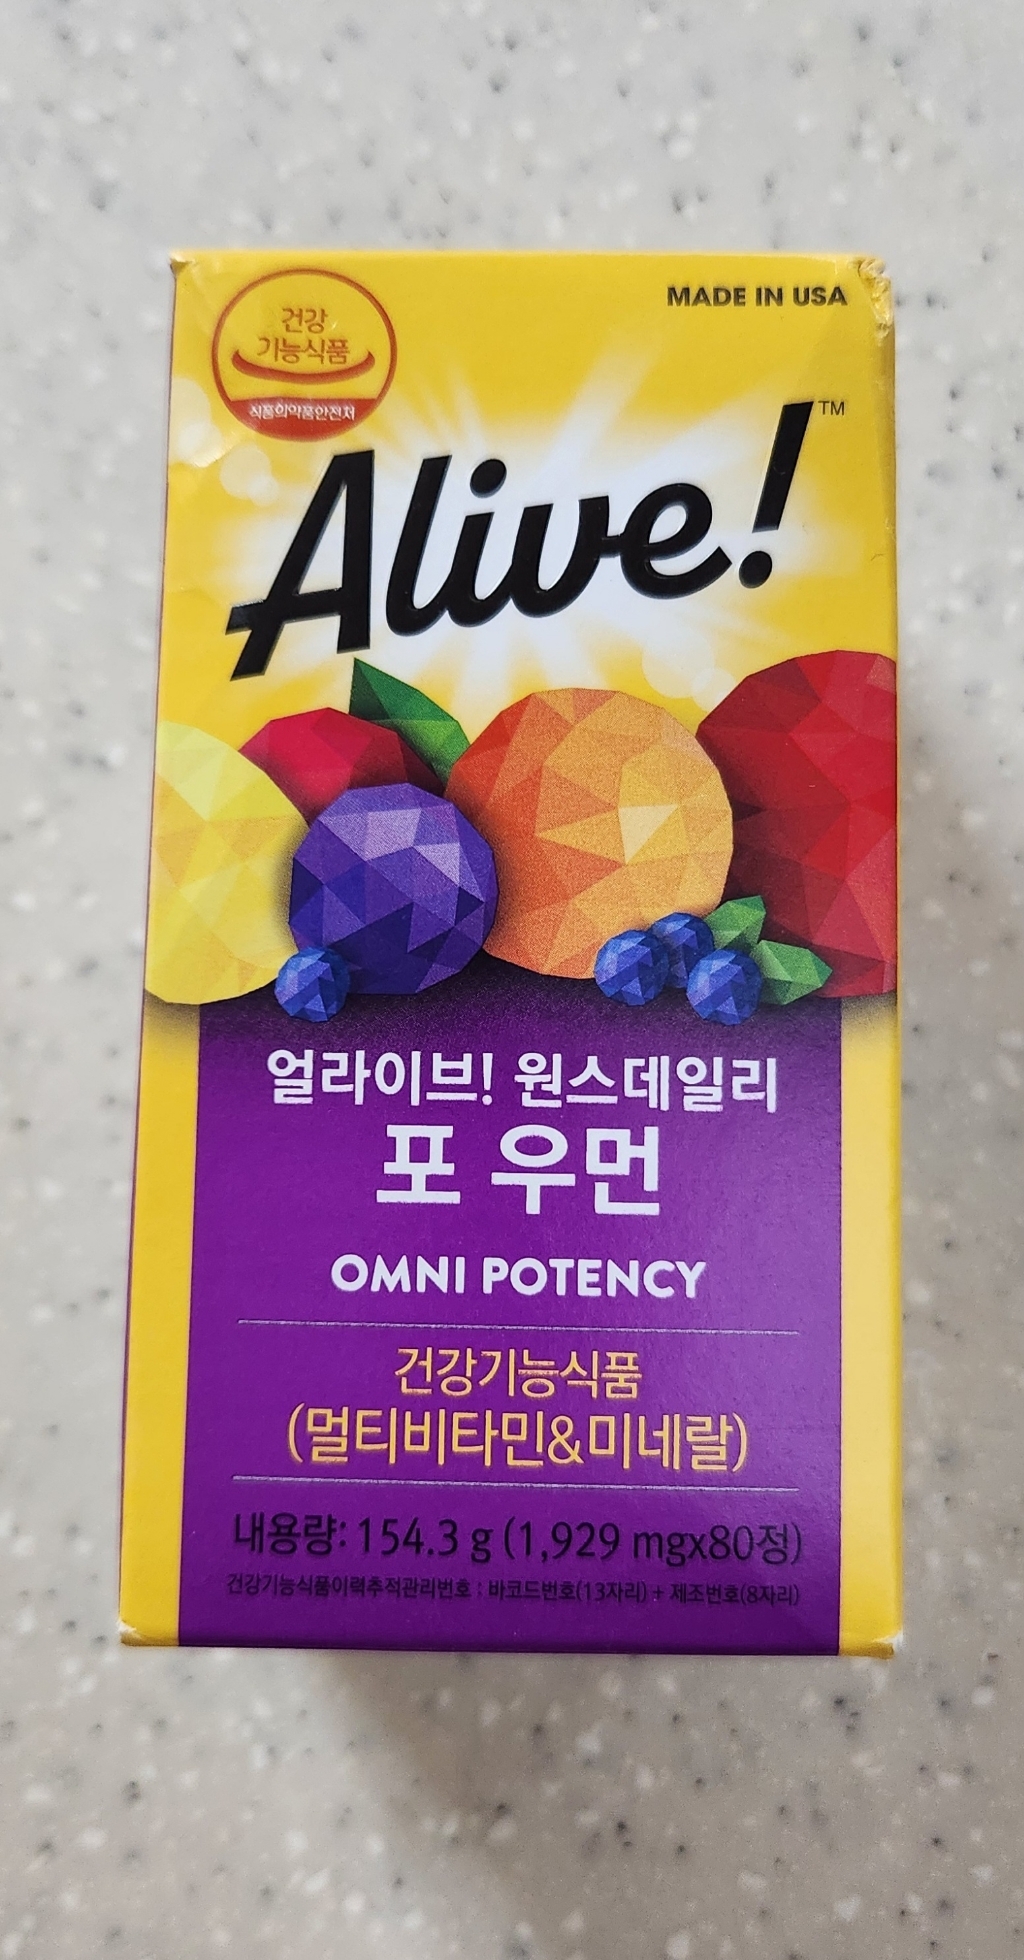 건강
기능식품
식품의약품안전처
MADE IN USA
Alive!™
얼라이브! 원스데일리
포 우먼
OMNI POTENCY
건강기능식품
(멀티비타민&미네랄)
내용량: 154.3 g (1,929 mgx80정)
건강기능식품이력추적관리번호 : 바코드번호(13자리) + 제조번호(8자리)